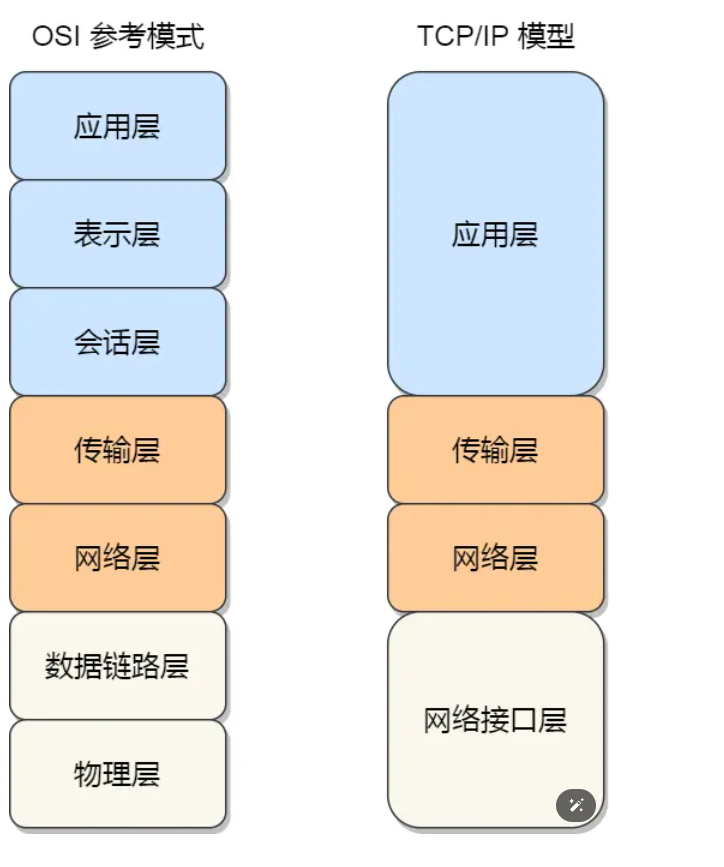 OSI 参考模式
应用层
表示层
会话层
传输层
网络层
数据链路层
物理层
TCP/IP 模型
应用层
传输层
网络层
网络接口层